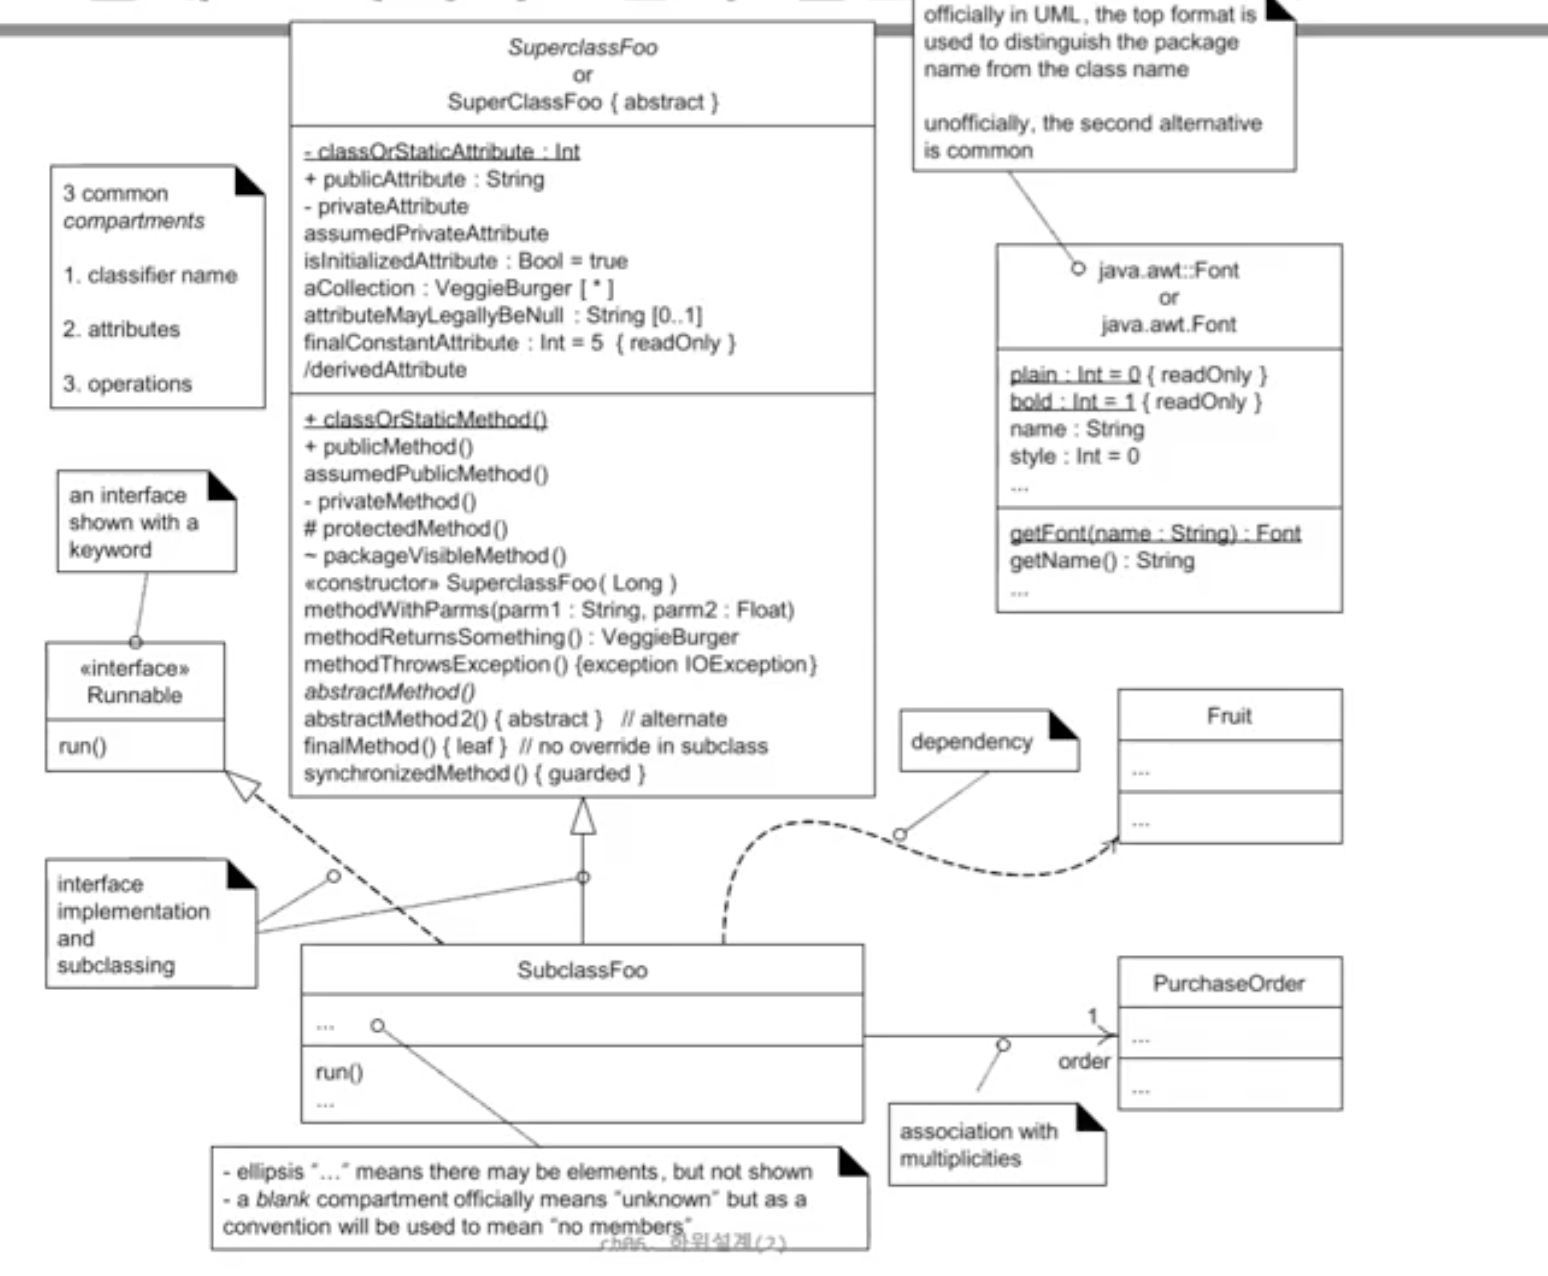 officially in UML, the top format is
used to distinguish the package
name from the class name
unofficially, the second alternative
is common
SuperclassFoo
or
SuperClassFoo { abstract }
- classOrStaticAttribute : Int
+ publicAttribute : String
- privateAttribute
assumedPrivateAttribute
isInitializedAttribute : Bool = true
aCollection : VeggieBurger [ * ]
attributeMayLegallyBeNull : String [0..1]
finalConstantAttribute : Int = 5 { readOnly }
/derivedAttribute
+ classOrStaticMethod()
+ publicMethod()
assumedPublicMethod()
- privateMethod()
# protectedMethod()
~ packageVisibleMethod()
«constructor» SuperclassFoo( Long )
methodWithParms(parm1 : String, parm2 : Float)
methodReturnsSomething() : VeggieBurger
methodThrowsException() {exception IOException}
abstractMethod()
abstractMethod2() { abstract } // alternate
finalMethod() { leaf } // no override in subclass
synchronizedMethod() { guarded }
3 common
compartments
1. classifier name
2. attributes
3. operations
java.awt::Font
or
java.awt.Font
plain : Int = 0 { readOnly }
bold : Int = 1 { readOnly }
name : String
style : Int = 0
...
getFont(name : String) : Font
getName() : String
...
an interface
shown with a
keyword
«interface»
Runnable
run()
dependency
Fruit
...
...
interface
implementation
and
subclassing
SubclassFoo
...
run()
...
PurchaseOrder
...
...
1
order
association with
multiplicities
- ellipsis "..." means there may be elements, but not shown
- a blank compartment officially means "unknown" but as a
convention will be used to mean "no members"
ch06. 하위설계(2)